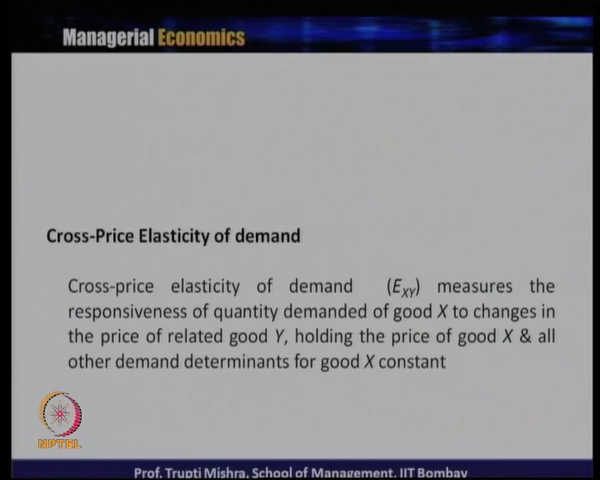 Managerial Economics
Cross-Price Elasticity of demand
Cross-price elasticity of demand (EXY) measures the
responsiveness of quantity demanded of good X to changes in
the price of related good Y, holding the price of good X & all
other demand determinants for good X constant
NPTEL
Prof. Trupti Mishra, School of Management, IIT Bombay